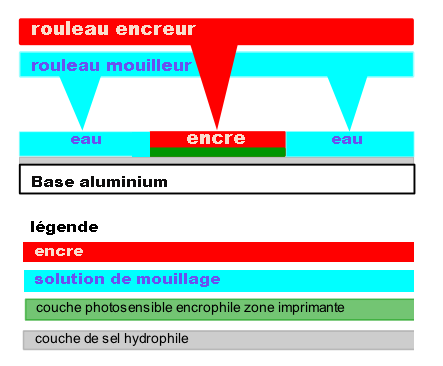 rouleau encreur
rouleau mouilleur
eau encre eau
Base aluminium
légende
encre
solution de mouillage
couche photosensible encrophile zone imprimante
couche de sel hydrophile